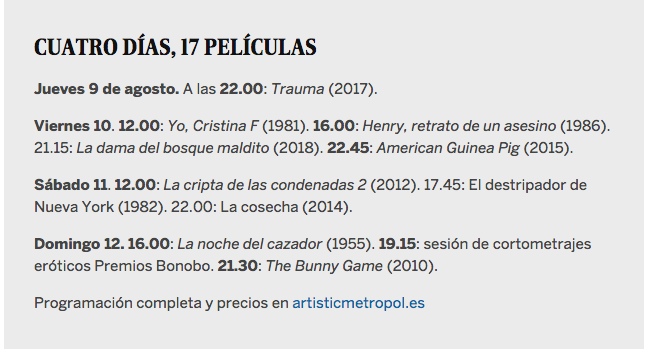 CUATRO DÍAS, 17 PELÍCULAS
Jueves 9 de agosto. A las 22.00: Trauma (2017).
Viernes 10. 12.00: Yo, Cristina F (1981). 16.00: Henry, retrato de un asesino (1986).
21.15: La dama del bosque maldito (2018). 22.45: American Guinea Pig (2015).
Sábado 11. 12.00: La cripta de las condenadas 2 (2012). 17.45: El destripador de
Nueva York (1982). 22.00: La cosecha (2014).
Domingo 12. 16.00: La noche del cazador (1955). 19.15: sesión de cortometrajes
eróticos Premios Bonobo. 21.30: The Bunny Game (2010).
Programación completa y precios en artisticmetropol.es